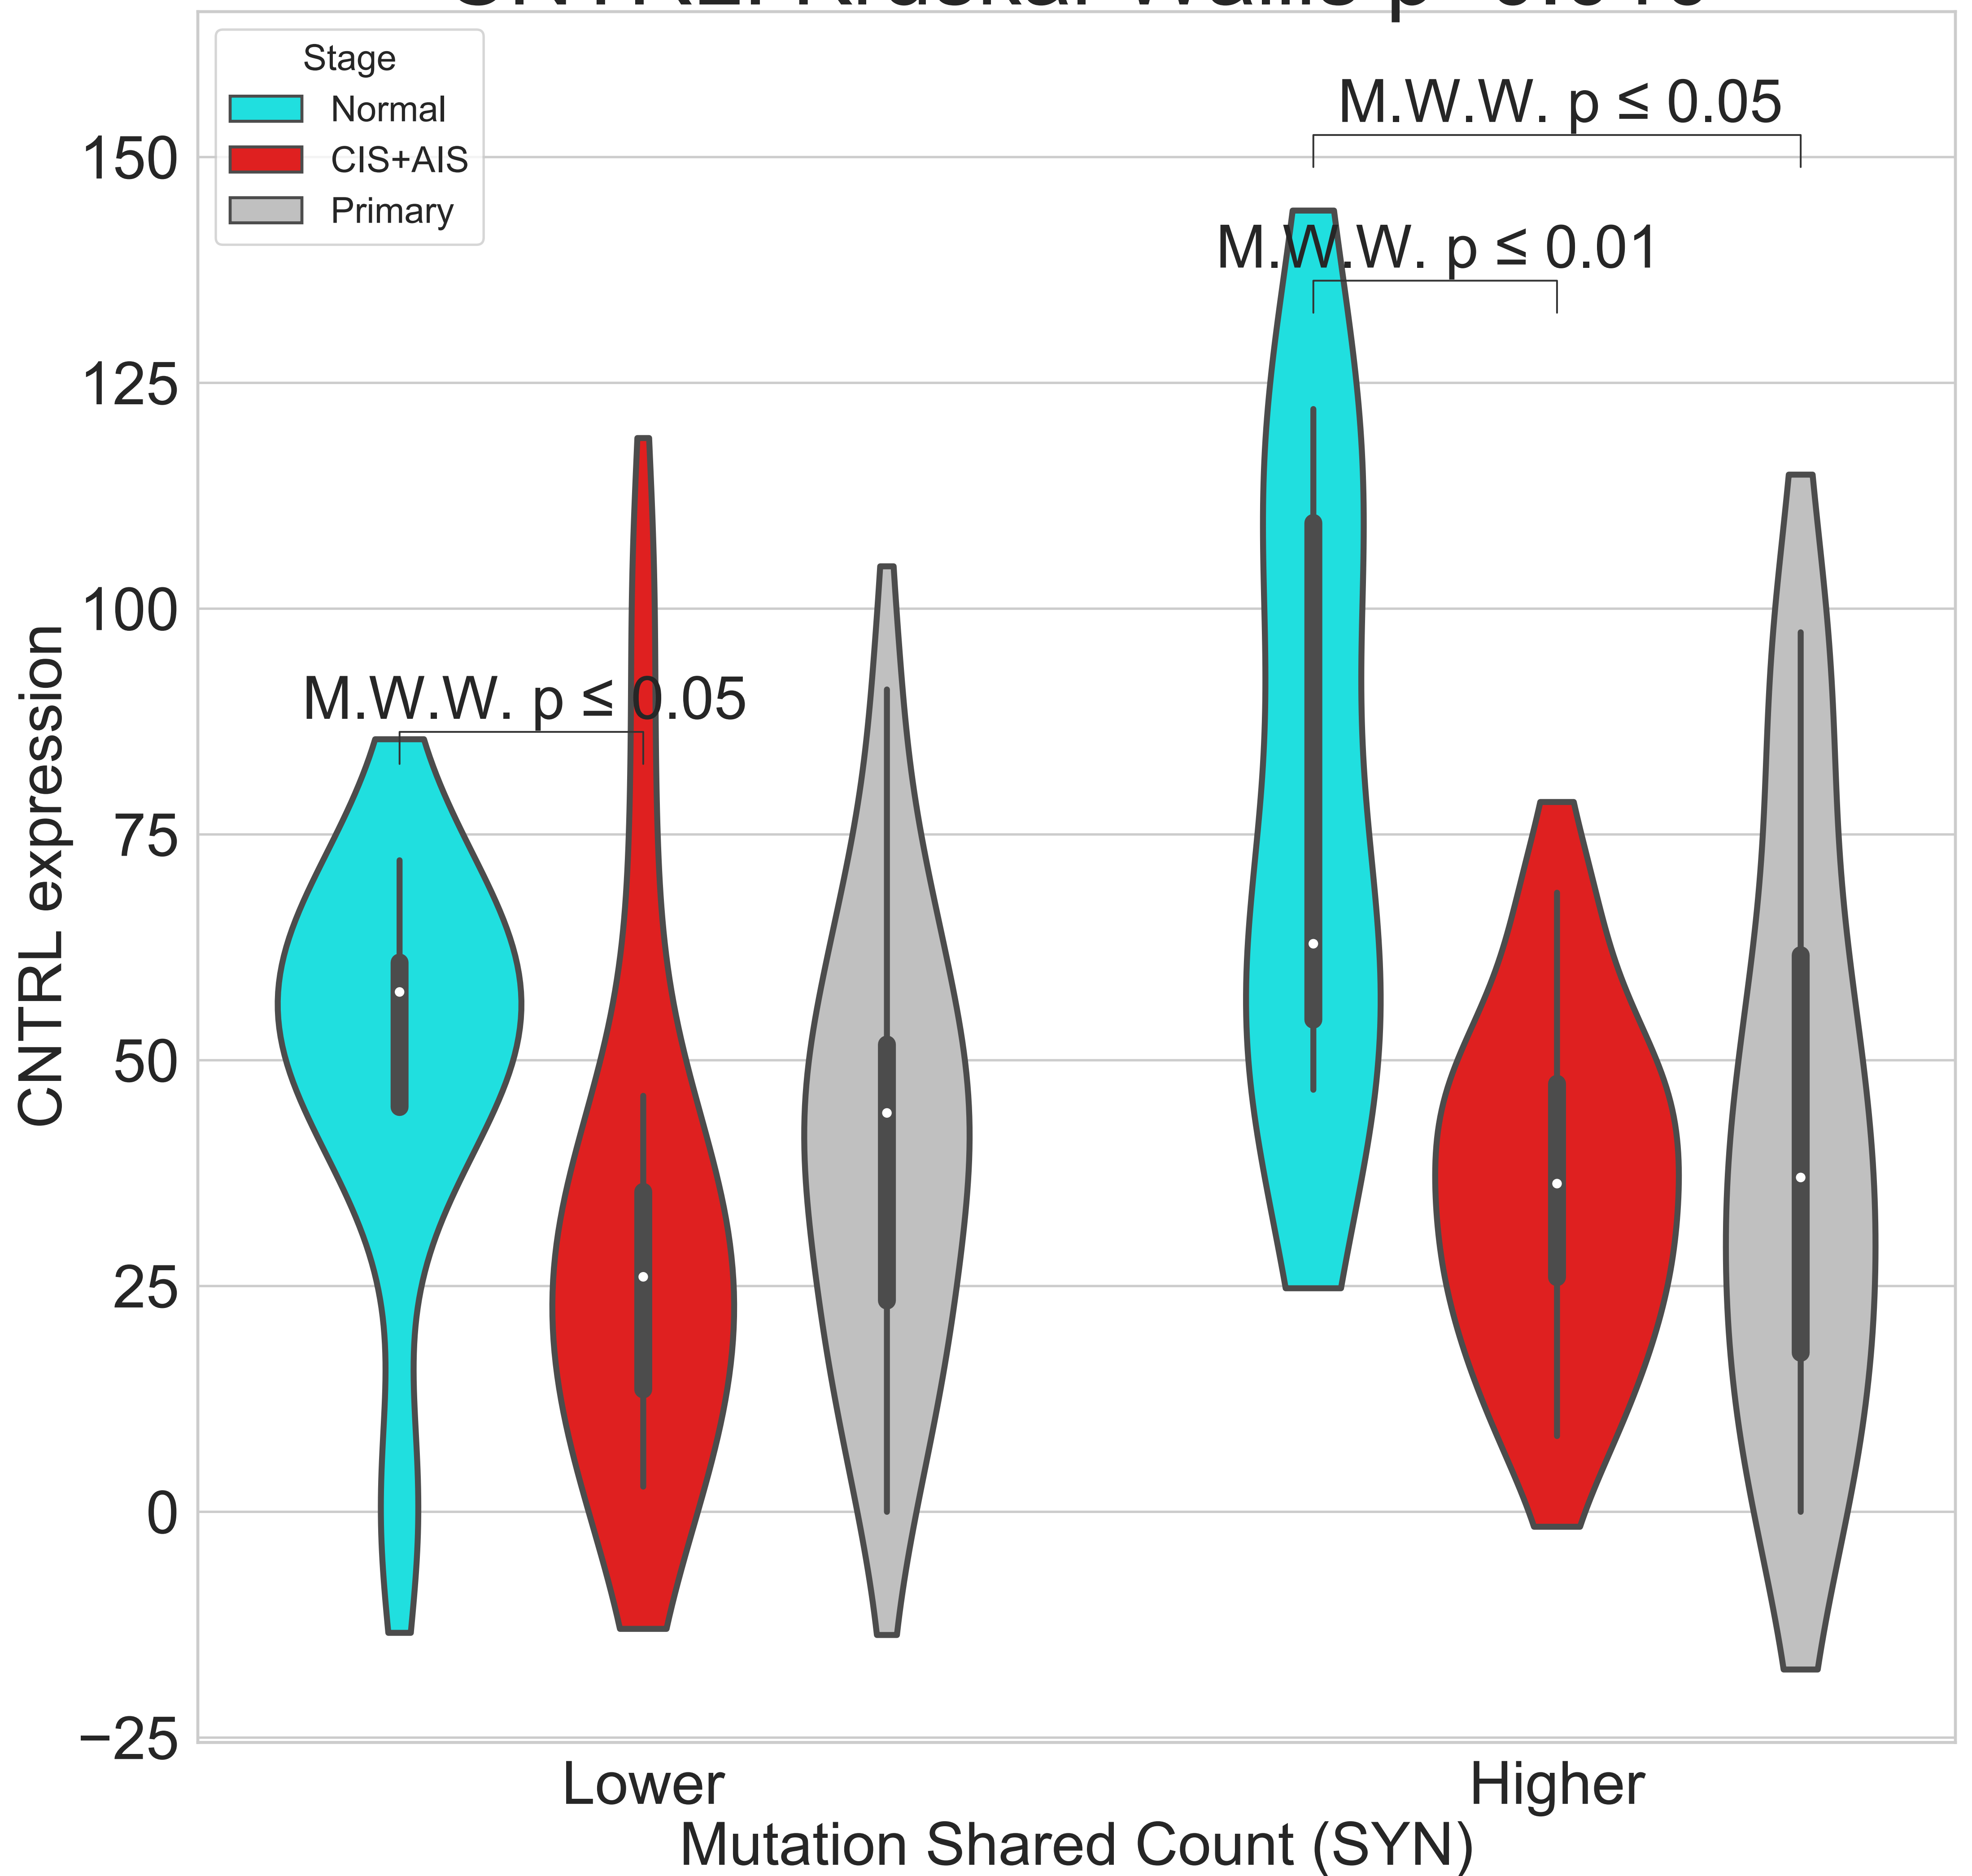 Stage
Normal
CIS+AIS
Primary
M.W.W. p ≤ 0.05
M.W.W. p ≤ 0.01
M.W.W. p ≤ 0.05
150
125
100
75
50
25
0
−25
CNTRL expression
Lower
Higher
Mutation Shared Count (SYN)